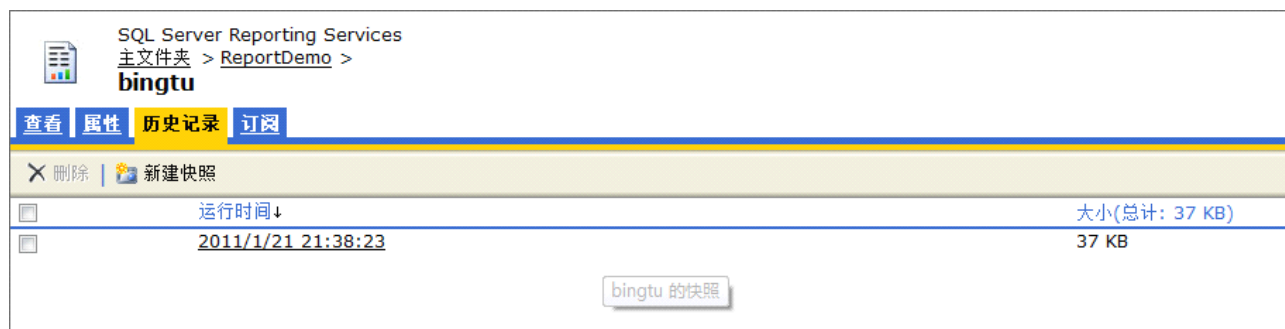 SQL Server Reporting Services
主文件夹 > ReportDemo >
bingtu
查看 属性 历史记录 订阅
删除 | 新建快照
运行时间↓ 大小(总计: 37 KB)
2011/1/21 21:38:23 37 KB
bingtu 的快照